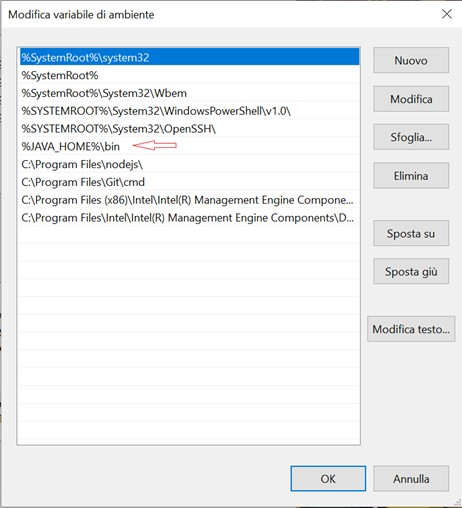 Modifica variabile di ambiente
%SystemRoot%\system32
%SystemRoot%
%SystemRoot%\System32\Wbem
%SYSTEMROOT%\System32\WindowsPowerShell\v1.0\
%SYSTEMROOT%\System32\OpenSSH\
%JAVA_HOME%\bin
C:\Program Files\nodejs\
C:\Program Files\Git\cmd
C:\Program Files (x86)\Intel\Intel(R) Management Engine Compone...
C:\Program Files\Intel\Intel(R) Management Engine Components\D...
Nuovo
Modifica
Sfoglia...
Elimina
Sposta su
Sposta giù
Modifica testo...
OK
Annulla